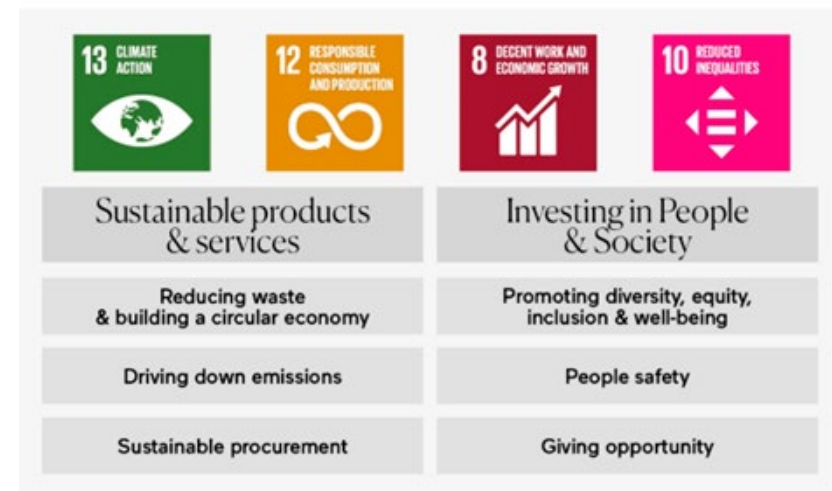 13 CLIMATE
ACTION
12 RESPONSIBLE
CONSUMPTION
AND PRODUCTION
8 DECENT WORK AND
ECONOMIC GROWTH
10 REDUCED
INEQUALITIES
Sustainable products
& services
Investing in People
& Society
Reducing waste
& building a circular economy
Promoting diversity, equity,
inclusion & well-being
Driving down emissions
People safety
Sustainable procurement
Giving opportunity